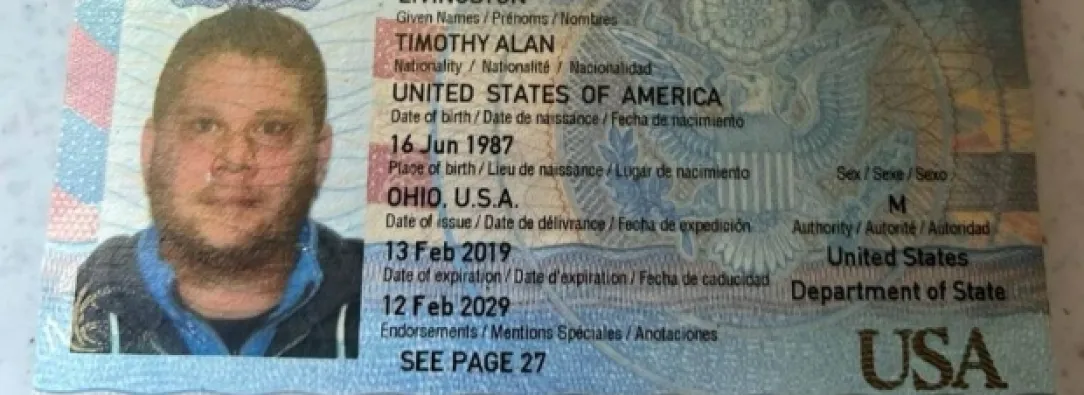 LIVINGSTON
Given Names / Prénoms / Nombres
TIMOTHY ALAN
Nationality / Nationalité / Nacionalidad
UNITED STATES OF AMERICA
Date of birth / Date de naissance / Fecha de nacimiento
16 Jun 1987
Place of birth / Lieu de naissance / Lugar de nacimiento
Sex / Sexe / Sexo
OHIO, U.S.A.
M
Date of issue / Date de délivrance / Fecha de expedición
Authority / Autorité / Autoridad
13 Feb 2019
United States
Date of expiration / Date d'expiration / Fecha de caducidad
Department of State
12 Feb 2029
Endorsements / Mentions Spéciales / Anotaciones
SEE PAGE 27
USA